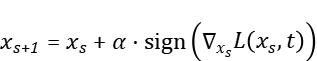 x_{s+1} = x_s + α · sign(∇_{x_s} L(x_s, t))